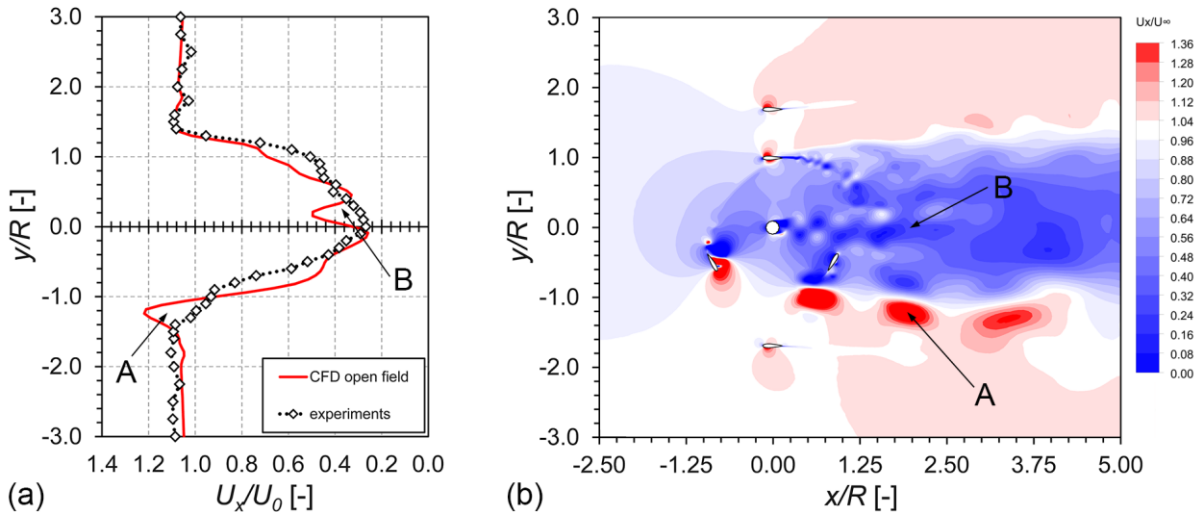 3.0
2.0
1.0
0.0
-1.0
-2.0
-3.0
y/R [-]
1.4 1.2 1.0 0.8 0.6 0.4 0.2 0.0
Ux/U0 [-]
A
B
CFD open field
experiments
(a)
3.0
2.0
1.0
0.0
-1.0
-2.0
-3.0
y/R [-]
-2.50 -1.25 0.00 1.25 2.50 3.75 5.00
x/R [-]
B
A
(b)
Ux/U∞
1.36
1.28
1.20
1.12
1.04
0.96
0.88
0.80
0.72
0.64
0.56
0.48
0.40
0.32
0.24
0.16
0.08
0.00